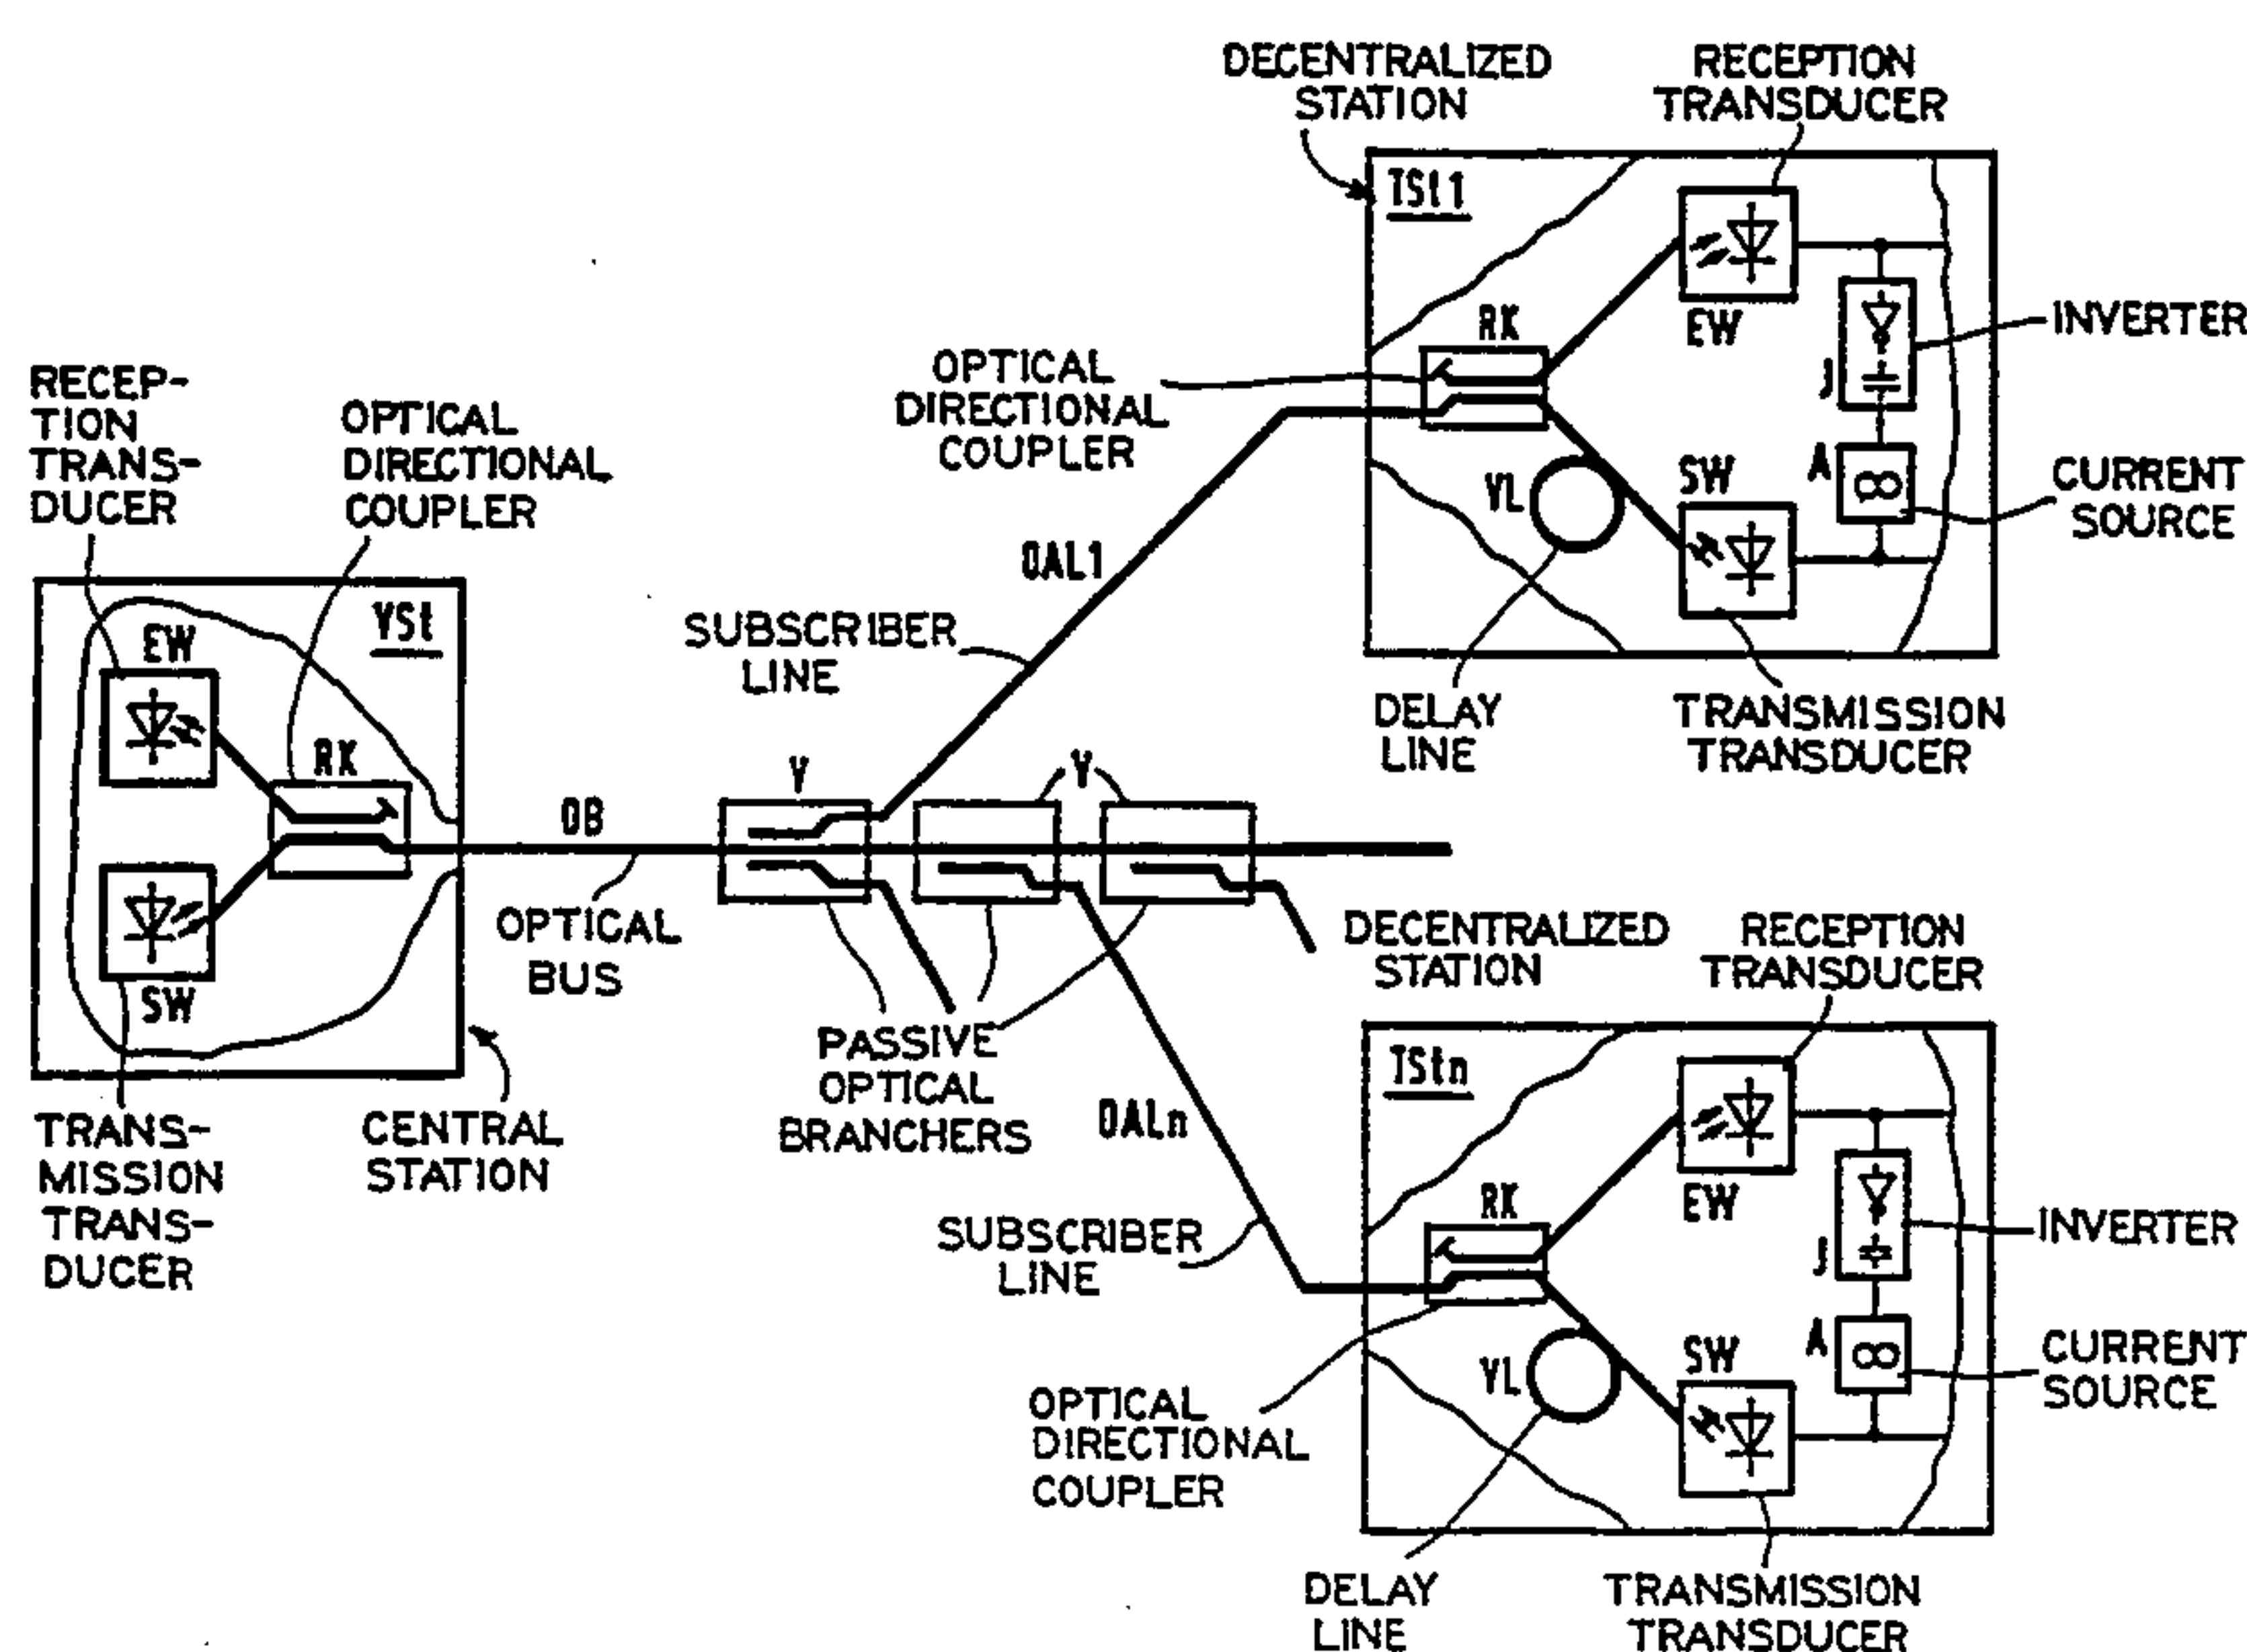 DECENTRALIZED
STATION
RECEPTION
TRANSDUCER
TSt1
EW
INVERTER
J
RK
OPTICAL
DIRECTIONAL
COUPLER
A
SW
CURRENT
SOURCE
VL
OAL1
SUBSCRIBER
LINE
DELAY
LINE
TRANSMISSION
TRANSDUCER
RECEP-
TION
TRANS-
DUCER
OPTICAL
DIRECTIONAL
COUPLER
VSt
EW
RK
SW
OB
OPTICAL
BUS
V
V
PASSIVE
OPTICAL
BRANCHERS
TRANS-
MISSION
TRANS-
DUCER
CENTRAL
STATION
DECENTRALIZED
STATION
RECEPTION
TRANSDUCER
TStn
OALn
EW
RK
INVERTER
J
SUBSCRIBER
LINE
A
SW
CURRENT
SOURCE
VL
OPTICAL
DIRECTIONAL
COUPLER
DELAY
LINE
TRANSMISSION
TRANSDUCER